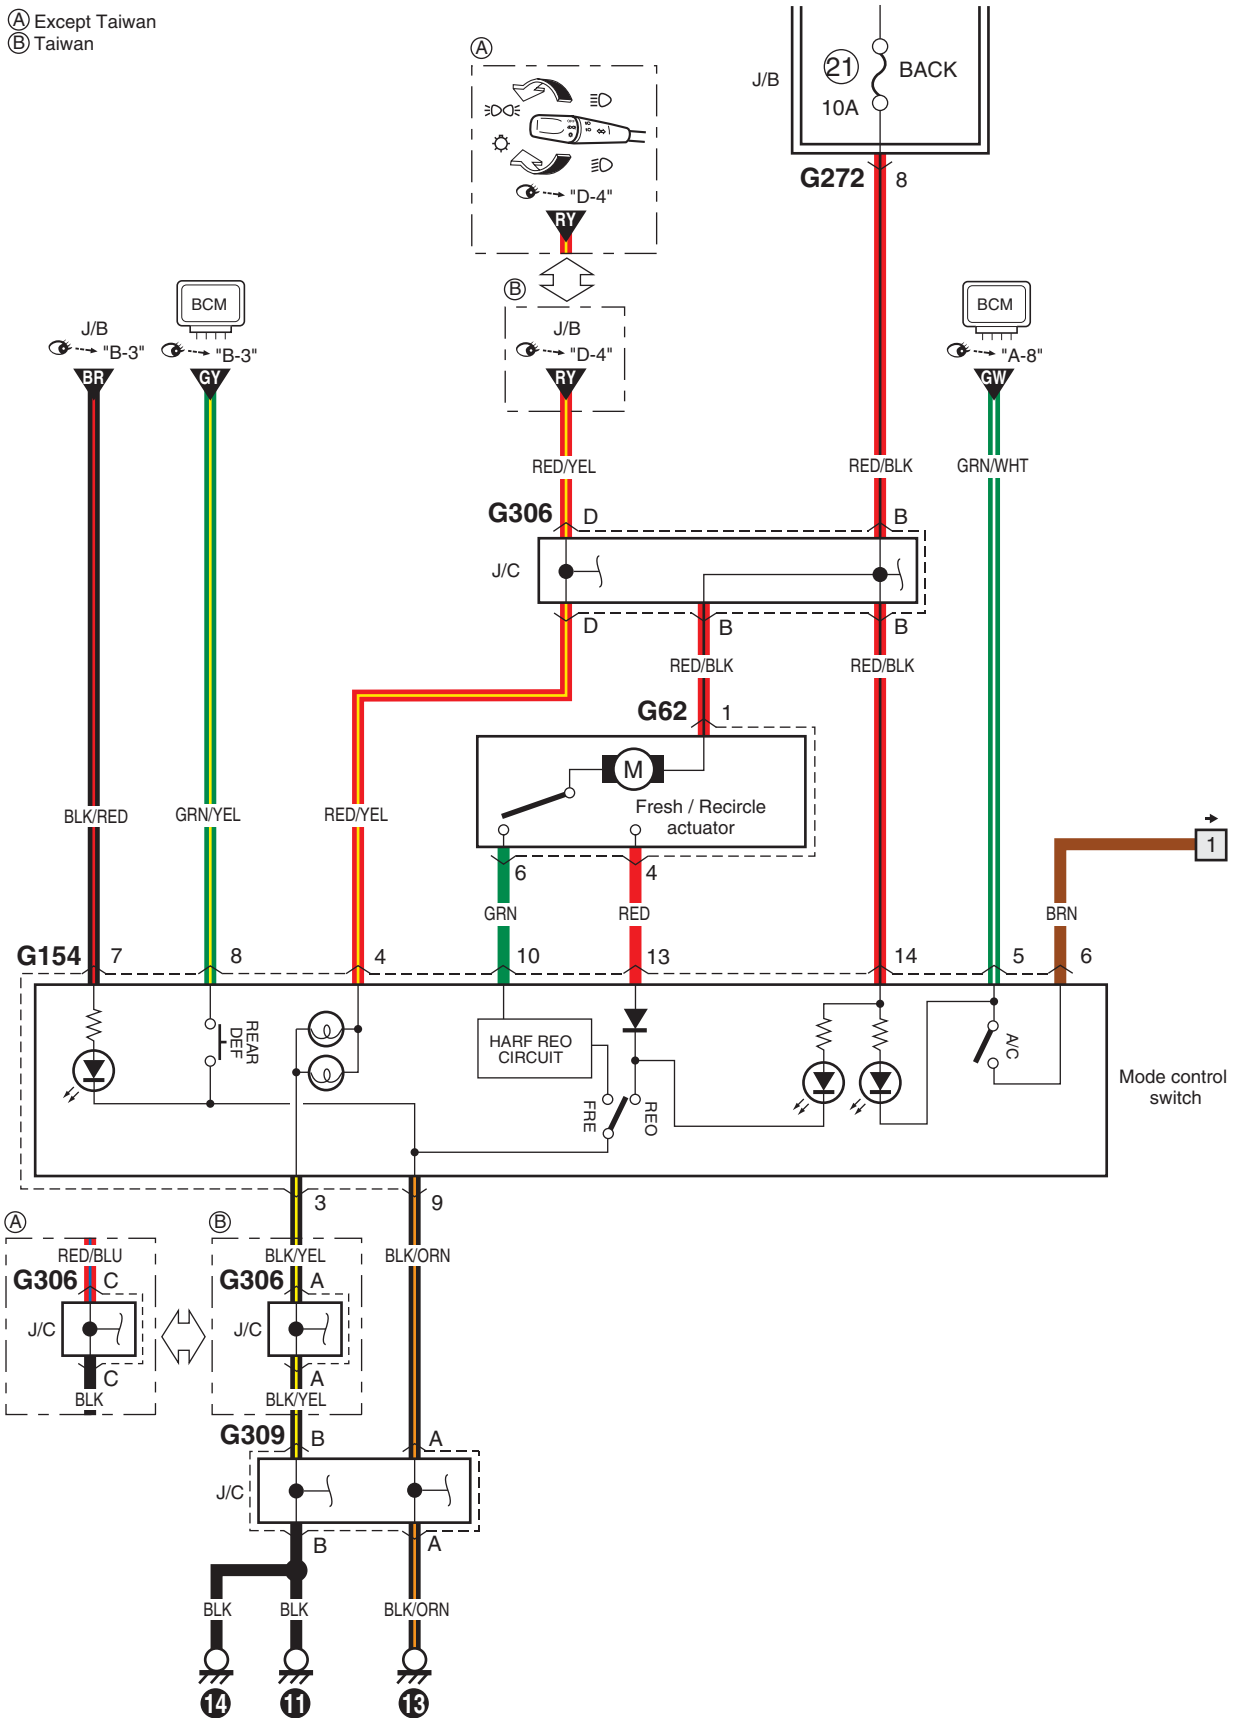 A Except Taiwan
B Taiwan
A
J/B
21
BACK
10A
G272
8
"D-4"
RY
B
J/B
"D-4"
RY
BCM
J/B
"B-3"
"B-3"
BR
GY
BCM
"A-8"
GW
RED/YEL
RED/BLK
GRN/WHT
G306
D
B
J/C
D
B
B
RED/BLK
RED/BLK
G62
1
M
Fresh / Recircle
actuator
BLK/RED
GRN/YEL
RED/YEL
1
6
4
GRN
RED
BRN
G154
7
8
4
10
13
14
5
6
REAR
DEF
HARF REO
CIRCUIT
FRE
REO
A/C
Mode control
switch
3
9
A
B
RED/BLU
BLK/YEL
BLK/ORN
G306
C
G306
A
J/C
J/C
C
A
BLK
BLK/YEL
G309
B
A
J/C
B
A
BLK
BLK
BLK/ORN
14
11
13